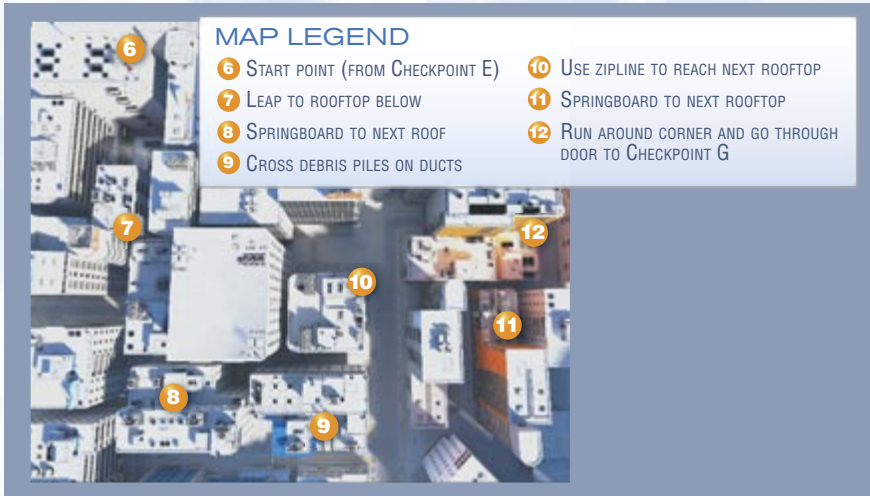 MAP LEGEND
6 START POINT (FROM CHECKPOINT E)
7 LEAP TO ROOFTOP BELOW
8 SPRINGBOARD TO NEXT ROOF
9 CROSS DEBRIS PILES ON DUCTS
10 USE ZIPLINE TO REACH NEXT ROOFTOP
11 SPRINGBOARD TO NEXT ROOFTOP
12 RUN AROUND CORNER AND GO THROUGH
DOOR TO CHECKPOINT G
6
7
12
10
11
8
9